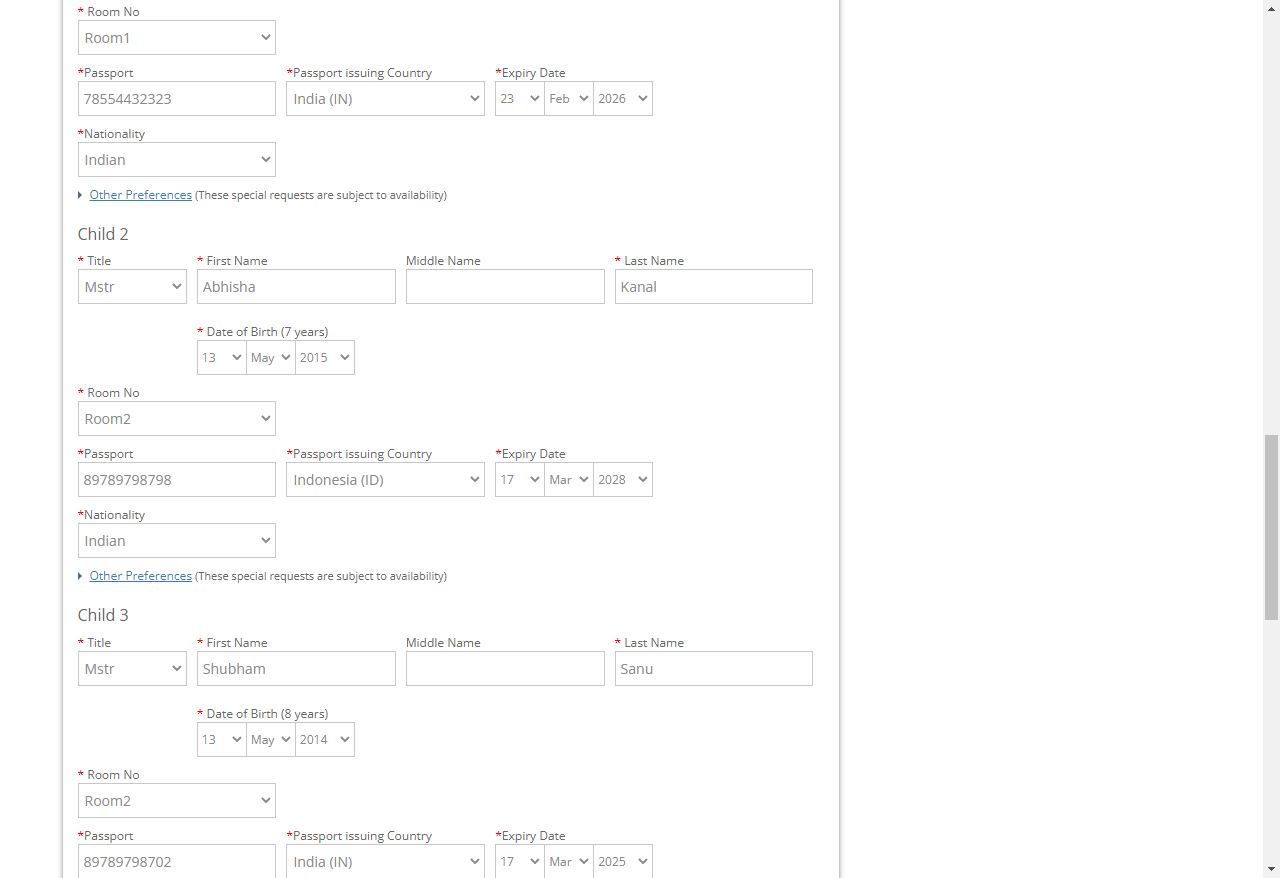 * Room No
Room1
*Passport *Passport issuing Country *Expiry Date
78554432323 India (IN) 23 Feb 2026
*Nationality
Indian
Other Preferences (These special requests are subject to availability)
Child 2
* Title * First Name Middle Name * Last Name
Mstr Abhisha Kanal
* Date of Birth (7 years)
13 May 2015
* Room No
Room2
*Passport *Passport issuing Country *Expiry Date
89789798798 Indonesia (ID) 17 Mar 2028
*Nationality
Indian
Other Preferences (These special requests are subject to availability)
Child 3
* Title * First Name Middle Name * Last Name
Mstr Shubham Sanu
* Date of Birth (8 years)
13 May 2014
* Room No
Room2
*Passport *Passport issuing Country *Expiry Date
89789798702 India (IN) 17 Mar 2025